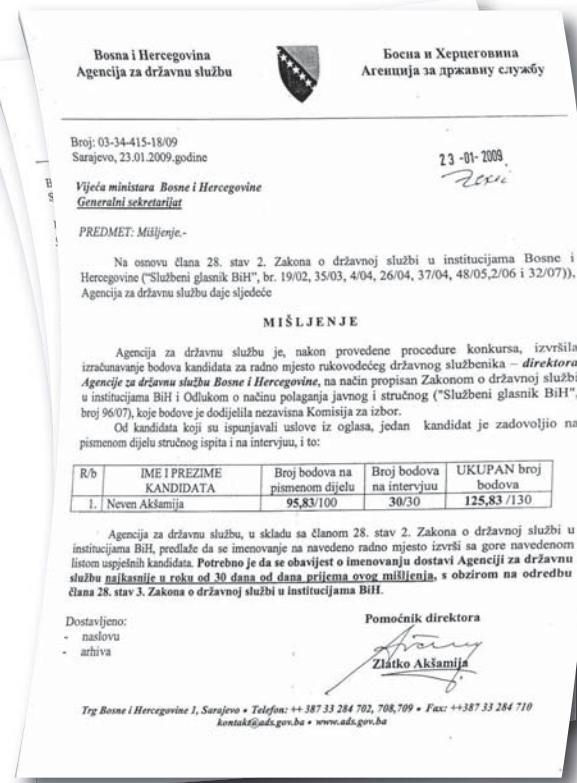 Bosna i Hercegovina
Agencija za državnu službu
Босна и Херцеговина
Агенција за државну службу
Broj: 03-34-415-18/09
Sarajevo, 23.01.2009.godine
23 -01- 2009
Vijeća ministara Bosne i Hercegovine
Generalni sekretarijat
PREDMET: Mišljenje.-
Na osnovu člana 28. stav 2. Zakona o državnoj službi u institucijama Bosne i
Hercegovine ("Službeni glasnik BiH", br. 19/02, 35/03, 4/04, 26/04, 37/04, 48/05,2/06 i 32/07)),
Agencija za državnu službu daje sljedeće
MIŠLJENJE
Agencija za državnu službu je, nakon provedene procedure konkursa, izvršila
izračunavanje bodova kandidata za radno mjesto rukovodećeg državnog službenika – direktora
Agencije za državnu službu Bosne i Hercegovine, na način propisan Zakonom o državnoj službi
u institucijama BiH i Odlukom o načinu polaganja javnog i stručnog ("Službeni glasnik BiH",
broj 96/07), koje bodove je dodijelila nezavisna Komisija za izbor.
Od kandidata koji su ispunjavali uslove iz oglasa, jedan kandidat je zadovoljio na
pismenom dijelu stručnog ispita i na intervjuu, i to:
R/b IME I PREZIME KANDIDATA Broj bodova na pismenom dijelu Broj bodova na intervjuu UKUPAN broj bodova
1. Neven Akšamija 95,83/100 30/30 125,83 /130
Agencija za državnu službu, u skladu sa članom 28. stav 2. Zakona o državnoj službi u
institucijama BiH, predlaže da se imenovanje na navedeno radno mjesto izvrši sa gore navedenom
listom uspješnih kandidata. Potrebno je da se obavijest o imenovanju dostavi Agenciji za državnu
službu najkasnije u roku od 30 dana od dana prijema ovog mišljenja, s obzirom na odredbu
člana 28. stav 3. Zakona o državnoj službi u institucijama BiH.
Dostavljeno:
- naslovu
- arhiva
Pomoćnik direktora
Zlatko Akšamija
Trg Bosne i Hercegovine 1, Sarajevo • Telefon: ++ 387 33 284 702, 708,709 • Fax: ++387 33 284 710
kontakt@ads.gov.ba • www.ads.gov.ba